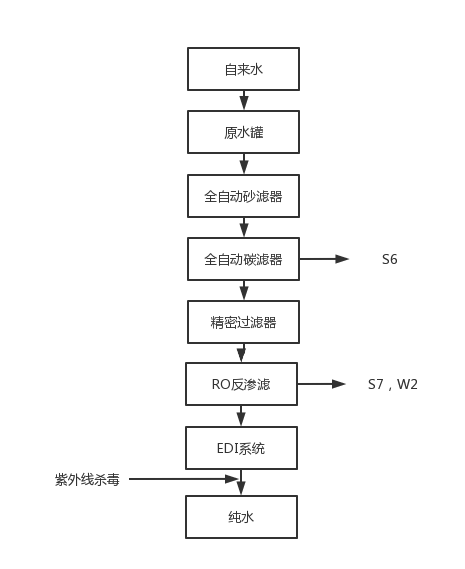 自来水
原水罐
全自动砂滤器
全自动碳滤器
S6
精密过滤器
RO反渗滤
S7，W2
EDI系统
紫外线杀毒
纯水